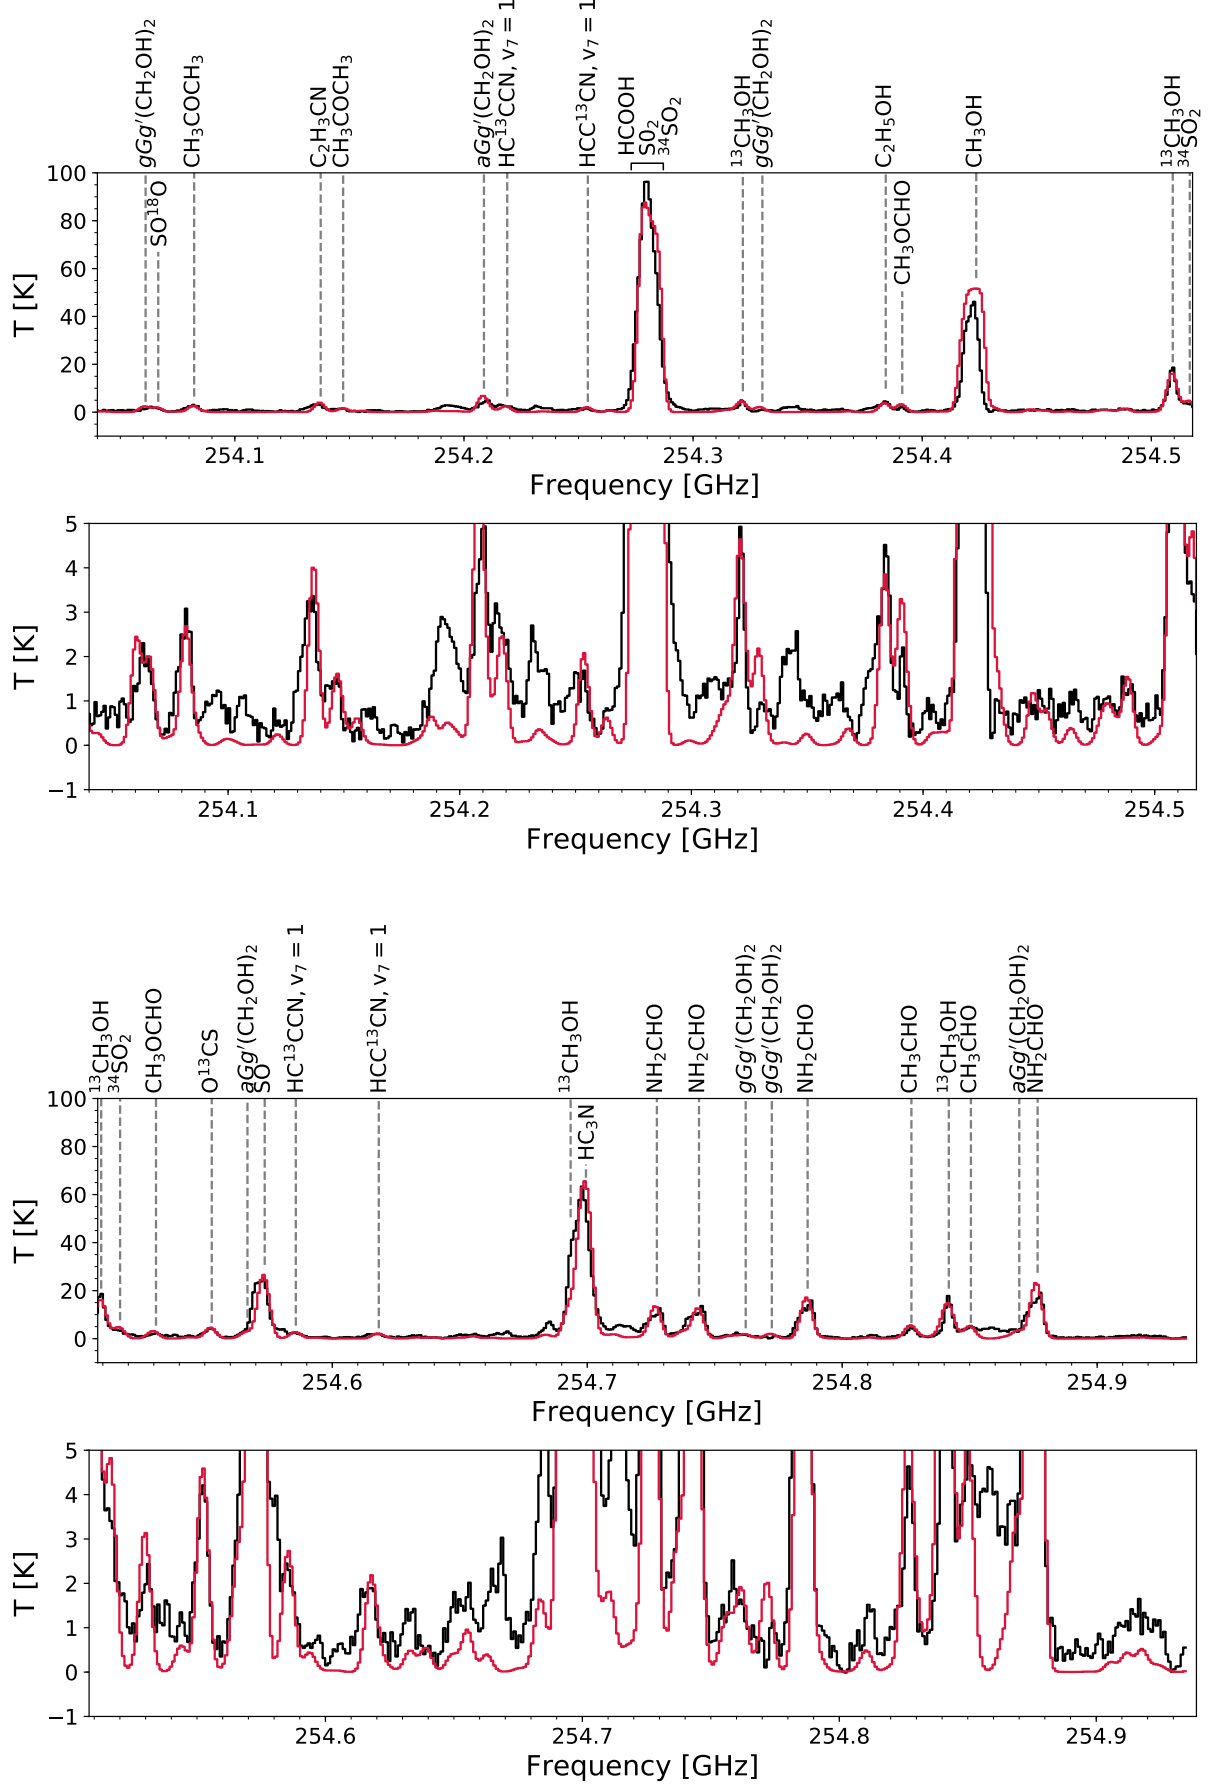 gGg′(CH₂OH)₂
SO¹⁸O
CH₃COCH₃
C₂H₃CN
CH₃COCH₃
aGg′(CH₂OH)₂
HC¹³CCN, v₇ = 1
HCC¹³CN, v₇ = 1
HCOOH
S0₂
³⁴SO₂
¹³CH₃OH
gGg′(CH₂OH)₂
C₂H₅OH
CH₃OCHO
CH₃OH
¹³CH₃OH
³⁴SO₂
100
80
60
40
20
0
T [K]
254.1 254.2 254.3 254.4 254.5
Frequency [GHz]
5
4
3
2
1
0
−1
T [K]
254.1 254.2 254.3 254.4 254.5
Frequency [GHz]
¹³CH₃OH
³⁴SO₂
CH₃OCHO
O¹³CS
aGg′(CH₂OH)₂
SO
HC¹³CCN, v₇ = 1
HCC¹³CN, v₇ = 1
¹³CH₃OH
HC₃N
NH₂CHO
NH₂CHO
gGg′(CH₂OH)₂
gGg′(CH₂OH)₂
NH₂CHO
CH₃CHO
¹³CH₃OH
CH₃CHO
aGg′(CH₂OH)₂
NH₂CHO
100
80
60
40
20
0
T [K]
254.6 254.7 254.8 254.9
Frequency [GHz]
5
4
3
2
1
0
−1
T [K]
254.6 254.7 254.8 254.9
Frequency [GHz]